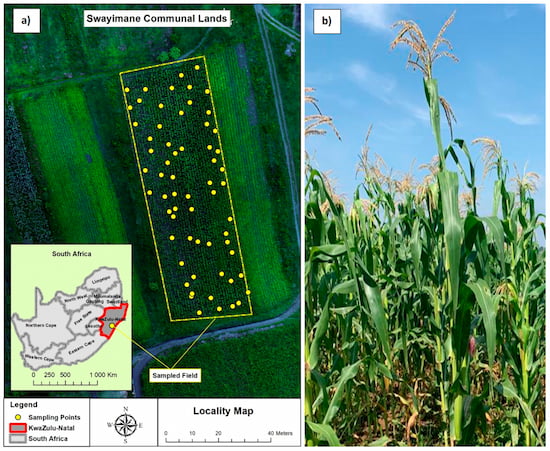 a)
Swayimane Communal Lands
b)
South Africa
Limpopo
North West
Mpumalanga
Gauteng
Swaziland
Free State
KwaZulu-Natal
Lesotho
Northern Cape
Eastern Cape
Western Cape
0 250 500 1 000 Km
Sampled Field
Legend
Sampling Points
KwaZulu-Natal
South Africa
N
W E
S
Locality Map
0 10 20 40 Meters